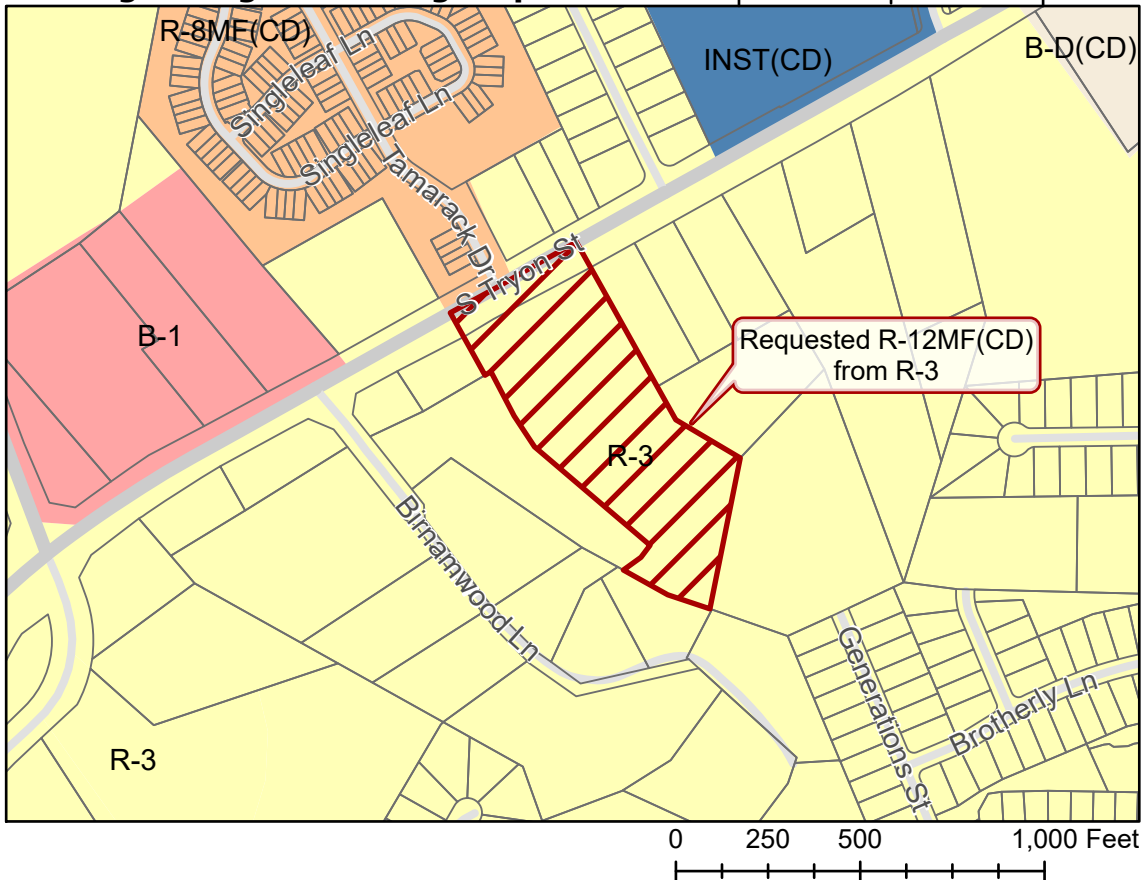 R-8MF(CD)
INST(CD)
B-D(CD)
Singleleaf Ln
Singleleaf Ln
Tamarack Dr
S Tryon St
B-1
Requested R-12MF(CD)
from R-3
R-3
Birnamwood Ln
Generations St
Brotherly Ln
R-3
0 250 500 1,000 Feet